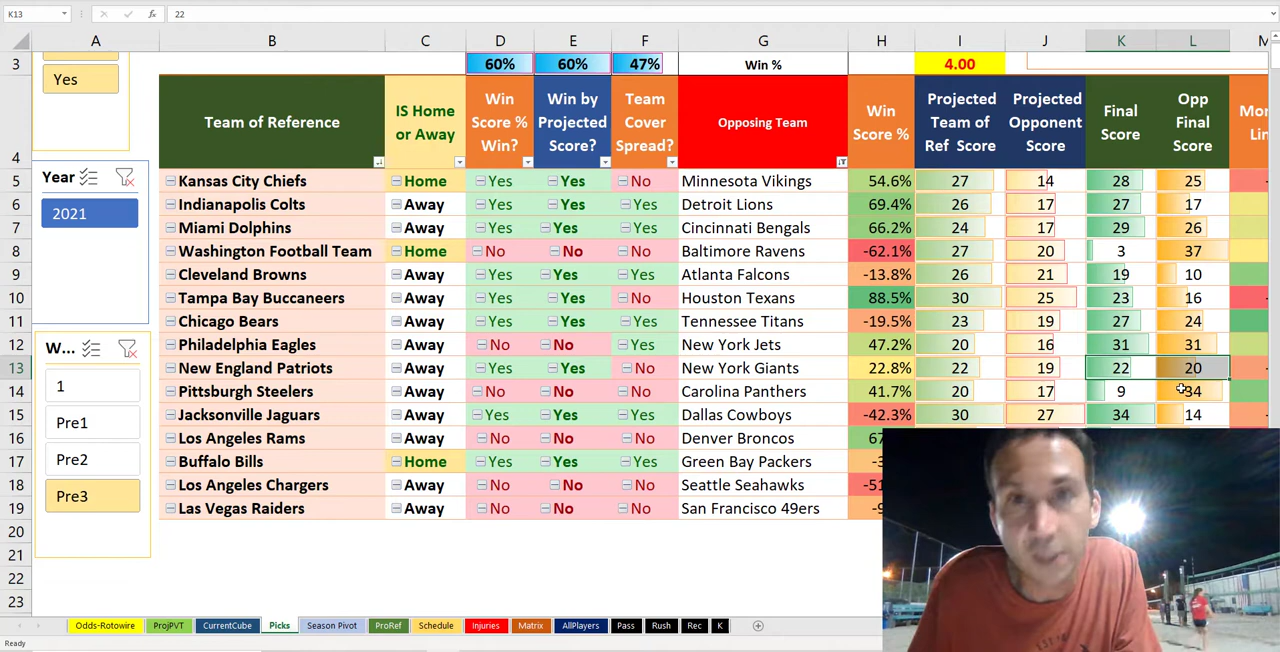 K13 22
A B C D E F G H I J K L M
3 60% 60% 47% Win % 4.00
4 Team of Reference IS Home or Away Win Score % Win? Win by Projected Score? Team Cover Spread? Opposing Team Win Score % Projected Team of Ref Score Projected Opponent Score Final Score Opp Final Score
Yes
Year
2021
W...
1
Pre1
Pre2
Pre3
5 Kansas City Chiefs Home Yes Yes No Minnesota Vikings 54.6% 27 14 28 25
6 Indianapolis Colts Away Yes Yes Yes Detroit Lions 69.4% 26 17 27 17
7 Miami Dolphins Away Yes Yes Yes Cincinnati Bengals 66.2% 24 17 29 26
8 Washington Football Team Home No No No Baltimore Ravens -62.1% 27 20 3 37
9 Cleveland Browns Away Yes Yes Yes Atlanta Falcons -13.8% 26 21 19 10
10 Tampa Bay Buccaneers Away Yes Yes No Houston Texans 88.5% 30 25 23 16
11 Chicago Bears Away Yes Yes Yes Tennessee Titans -19.5% 23 19 27 24
12 Philadelphia Eagles Away No No Yes New York Jets 47.2% 20 16 31 31
13 New England Patriots Away Yes Yes No New York Giants 22.8% 22 19 22 20
14 Pittsburgh Steelers Away No No No Carolina Panthers 41.7% 20 17 9 34
15 Jacksonville Jaguars Away Yes Yes Yes Dallas Cowboys -42.3% 30 27 34 14
16 Los Angeles Rams Away No No No Denver Broncos
17 Buffalo Bills Home Yes Yes Yes Green Bay Packers
18 Los Angeles Chargers Away No No No Seattle Seahawks
19 Las Vegas Raiders Away No No No San Francisco 49ers
20
21
22
23
Odds-Rotowire ProjPVT CurrentCube Picks Season Pivot ProRef Schedule Injuries Matrix AllPlayers Pass Rush Rec K
Ready